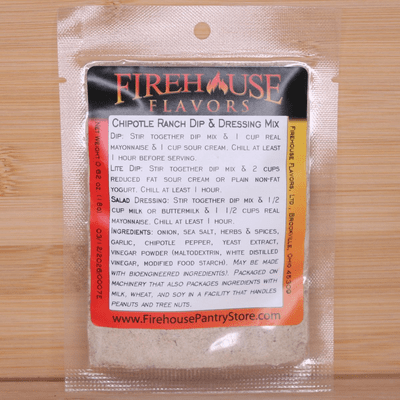 FIREHOUSE
FLAVORS
Chipotle Ranch Dip & Dressing Mix
Dip: Stir together dip mix & 1 cup real
mayonnaise & 1 cup sour cream. Chill at least
1 hour before serving.
Lite Dip: Stir together dip mix & 2 cups
reduced fat sour cream or plain non-fat
yogurt. Chill at least 1 hour.
Salad Dressing: Stir together dip mix & 1/2
cup milk or buttermilk & 1 1/2 cups real
mayonnaise. Chill at least 1 hour.
Ingredients: onion, sea salt, herbs & spices,
garlic, chipotle pepper, yeast extract,
vinegar powder (maltodextrin, white distilled
vinegar, modified food starch). May be made
with bioengineered ingredients). Packaged on
machinery that also packages ingredients with
milk, wheat, and soy in a facility that handles
peanuts and tree nuts.
www.FirehousePantryStore.com
Net Weight 0.62 oz (18g)
Firehouse Flavors, Ltd., Brookville, Ohio 45309